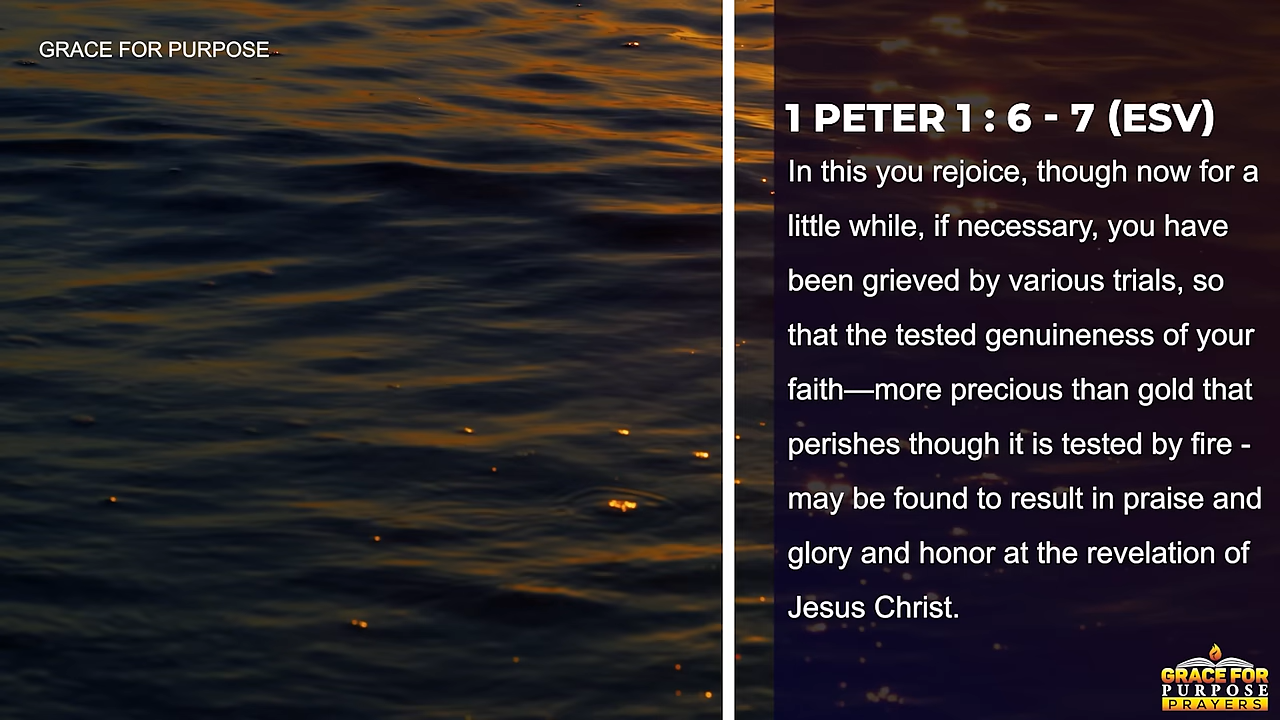 GRACE FOR PURPOSE
1 PETER 1 : 6 - 7 (ESV)
In this you rejoice, though now for a
little while, if necessary, you have
been grieved by various trials, so
that the tested genuineness of your
faith—more precious than gold that
perishes though it is tested by fire -
may be found to result in praise and
glory and honor at the revelation of
Jesus Christ.
GRACE FOR
PURPOSE
PRAYERS